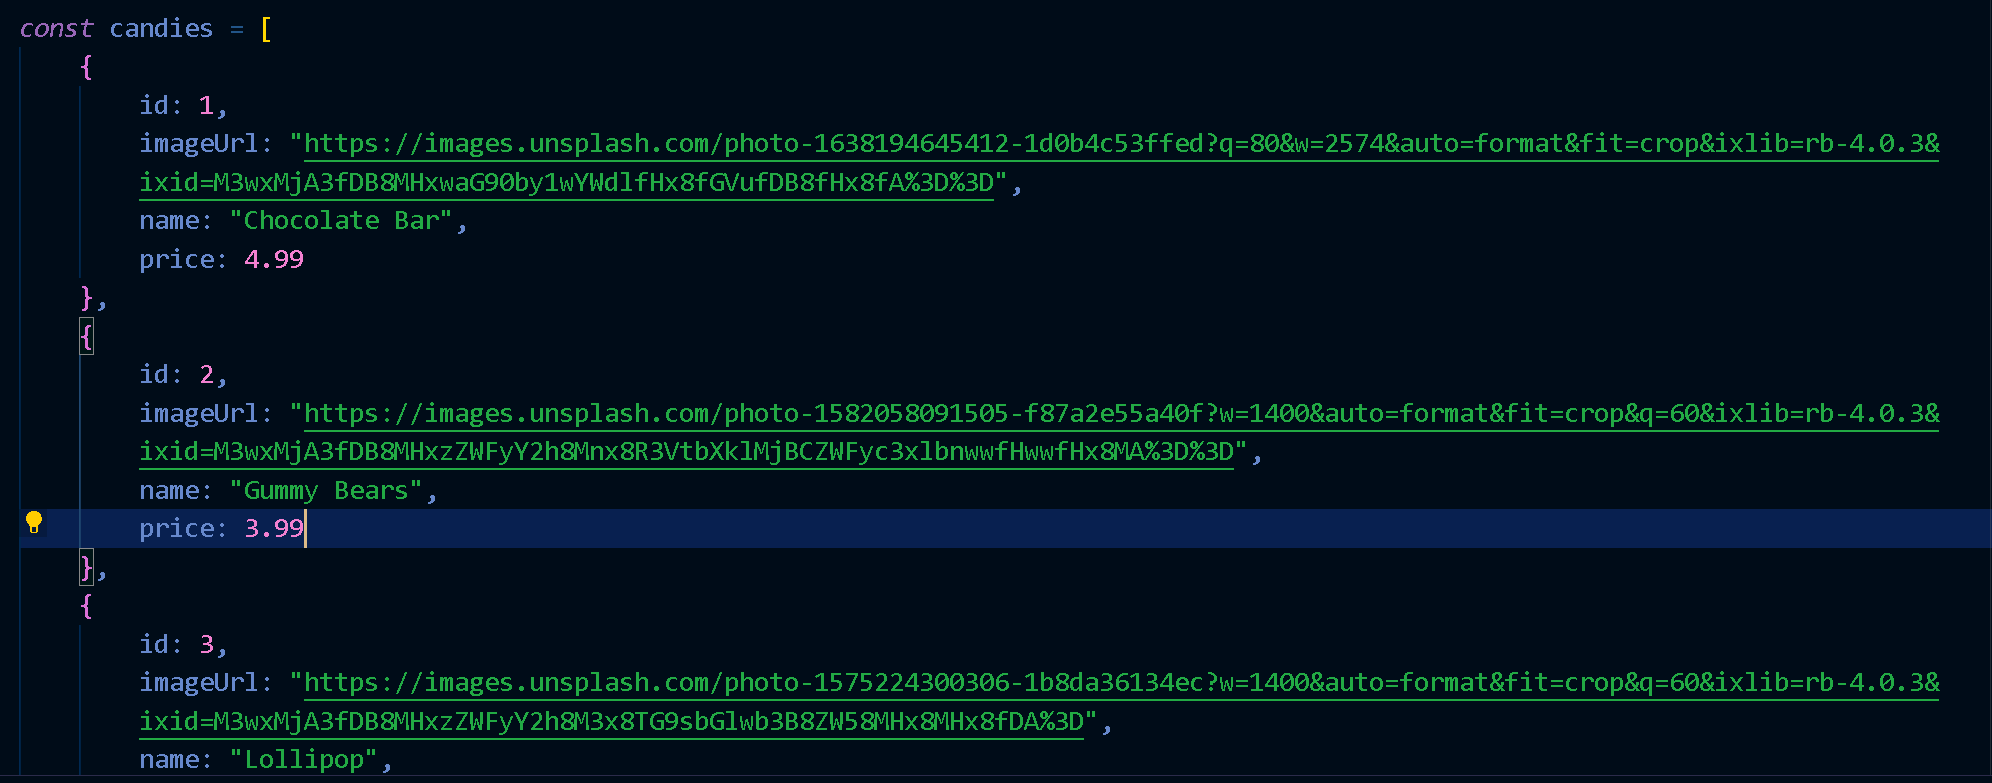 const candies = [
{
id: 1,
imageUrl: "https://images.unsplash.com/photo-1638194645412-1d0b4c53ffed?q=80&w=2574&auto=format&fit=crop&ixlib=rb-4.0.3&
ixid=M3wxMjA3fDB8MHxwaG90by1wYWdlfHx8fGVufDB8fHx8fA%3D%3D",
name: "Chocolate Bar",
price: 4.99
},
{
id: 2,
imageUrl: "https://images.unsplash.com/photo-1582058091505-f87a2e55a40f?w=1400&auto=format&fit=crop&q=60&ixlib=rb-4.0.3&
ixid=M3wxMjA3fDB8MHxzZWFyY2h8Mnx8R3VtbXklMjBCZWFyc3xlbnwwfHwwfHx8MA%3D%3D",
name: "Gummy Bears",
price: 3.99
},
{
id: 3,
imageUrl: "https://images.unsplash.com/photo-1575224300306-1b8da36134ec?w=1400&auto=format&fit=crop&q=60&ixlib=rb-4.0.3&
ixid=M3wxMjA3fDB8MHxzZWFyY2h8M3x8TG9sbGlwb3B8ZW58MHx8MHx8fDA%3D",
name: "Lollipop",